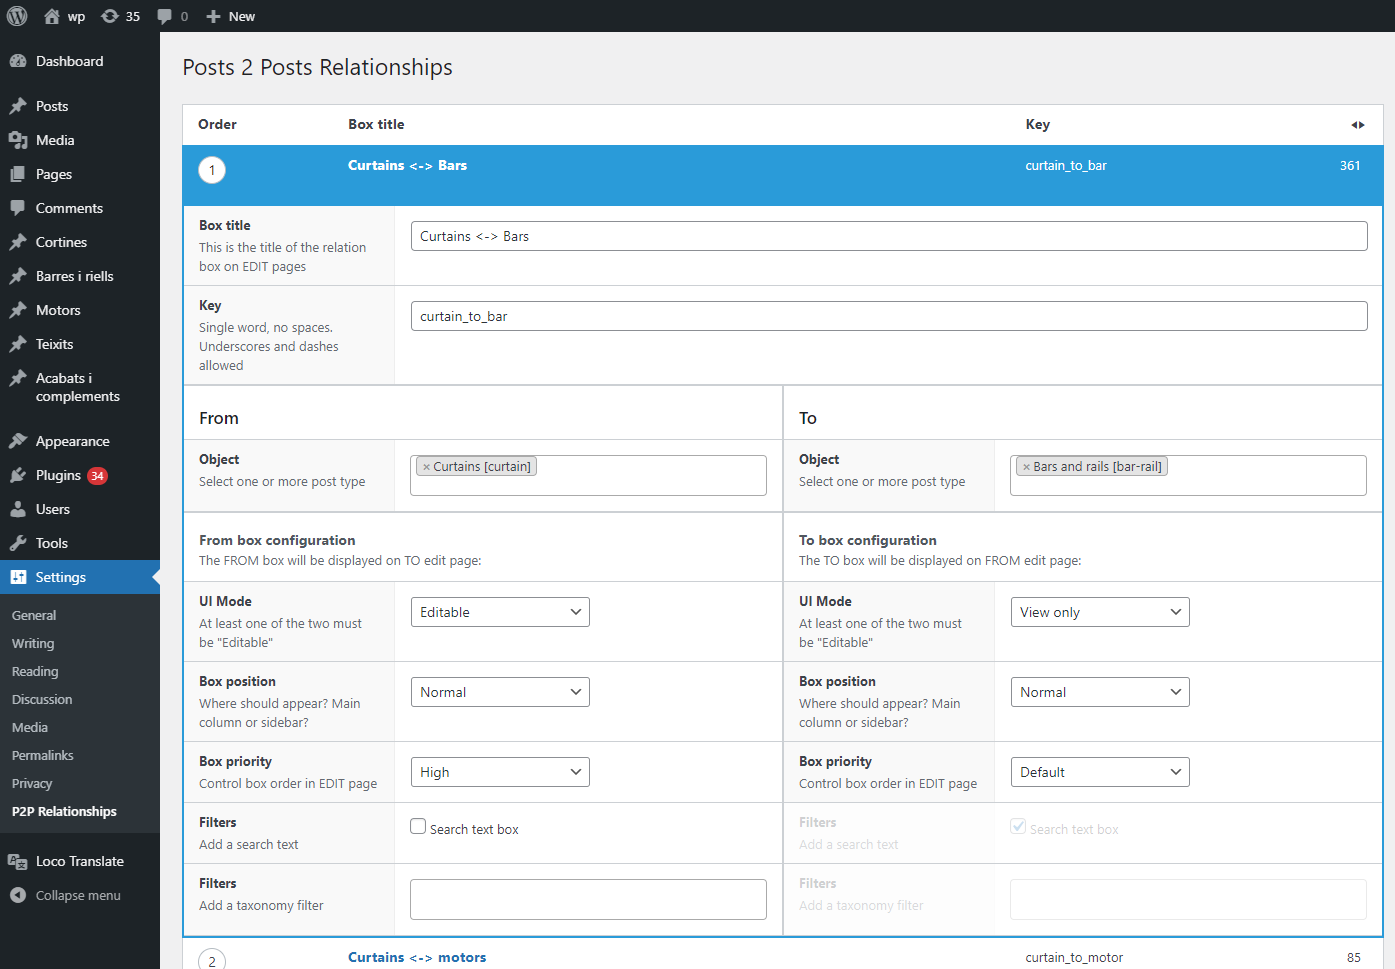 wp 35 0 New
Dashboard
Posts
Media
Pages
Comments
Cortines
Barres i riells
Motors
Teixits
Acabats i
complements
Appearance
Plugins 34
Users
Tools
Settings
General
Writing
Reading
Discussion
Media
Permalinks
Privacy
P2P Relationships
Loco Translate
Collapse menu
Posts 2 Posts Relationships
Order Box title Key
1 Curtains <-> Bars curtain_to_bar 361
Box title
This is the title of the relation
box on EDIT pages
Curtains <-> Bars
Key
Single word, no spaces.
Underscores and dashes
allowed
curtain_to_bar
From
Object
Select one or more post type
× Curtains [curtain]
From box configuration
The FROM box will be displayed on TO edit page:
UI Mode
At least one of the two must
be "Editable"
Editable
Box position
Where should appear? Main
column or sidebar?
Normal
Box priority
Control box order in EDIT page
High
Filters
Add a search text
Search text box
Filters
Add a taxonomy filter
To
Object
Select one or more post type
× Bars and rails [bar-rail]
To box configuration
The TO box will be displayed on FROM edit page:
UI Mode
At least one of the two must
be "Editable"
View only
Box position
Where should appear? Main
column or sidebar?
Normal
Box priority
Control box order in EDIT page
Default
Filters
Add a search text
Search text box
Filters
Add a taxonomy filter
2 Curtains <-> motors curtain_to_motor 85